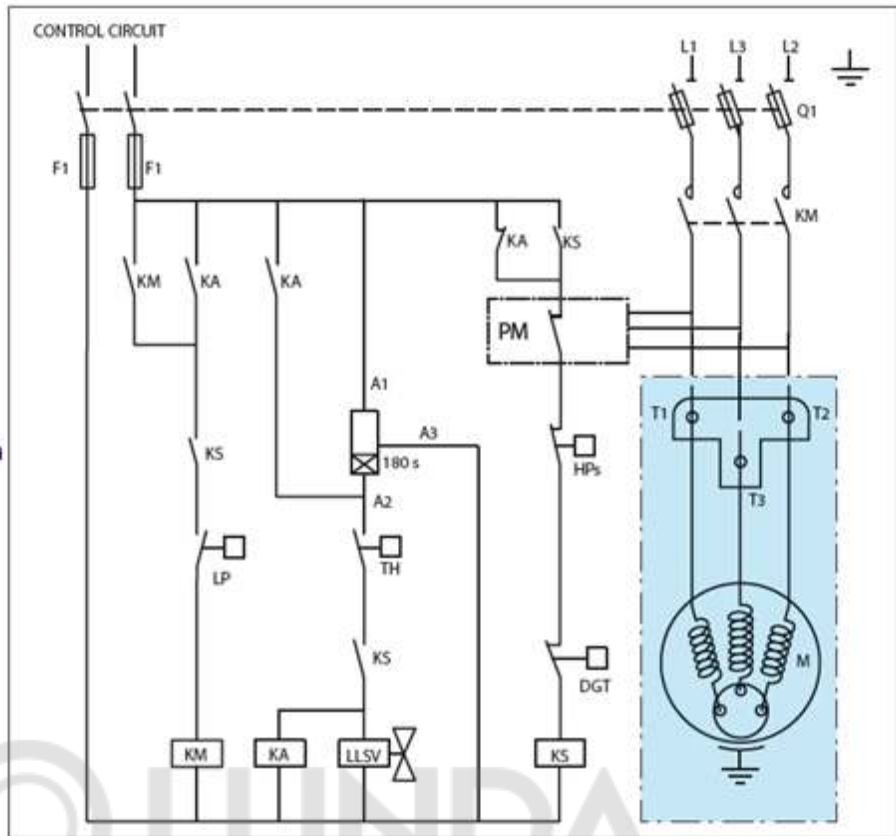 CONTROL CIRCUIT
L1 L3 L2
Q1
F1 F1
KM
KA KS
KM KA KA
PM
A1
T1 T2
A3
KS 180 s HPs
A2 T3
LP TH
KS
M
DGT
KM KA LLSV KS